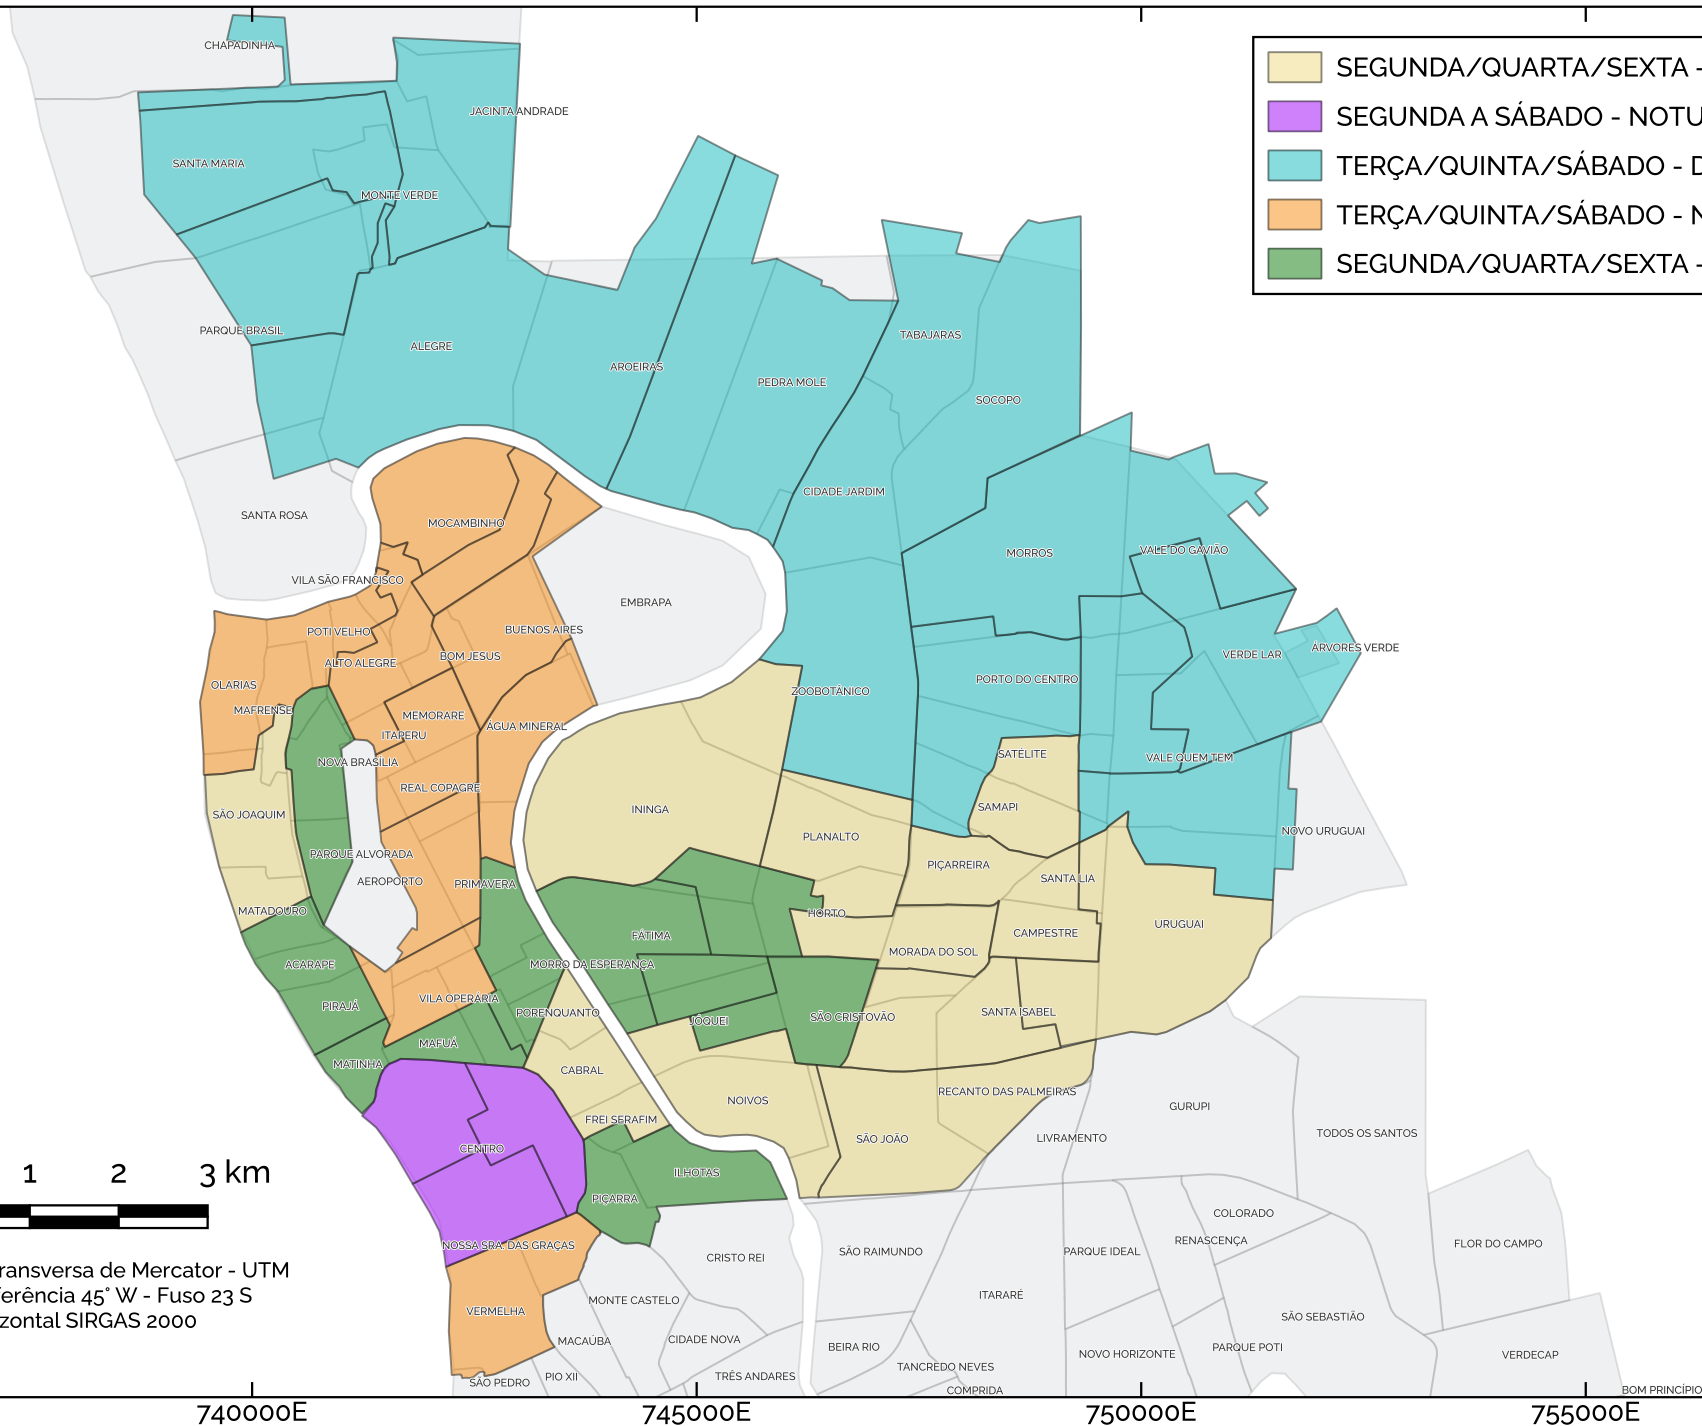 CHAPADINHA
JACINTA ANDRADE
SANTA MARIA
MONTE VERDE
PARQUE BRASIL
ALEGRE
AROEIRAS
PEDRA MOLE
TABAJARAS
SOCOPO
CIDADE JARDIM
SANTA ROSA
MOCAMBINHO
MORROS
VALE DO GAVIÃO
VILA SÃO FRANCISCO
EMBRAPA
POTI VELHO
BUENOS AIRES
ÁRVORES VERDE
VERDE LAR
ALTO ALEGRE
BOM JESUS
PORTO DO CENTRO
OLARIAS
ZOOBOTÂNICO
MAFRENSE
MEMORARE
ÁGUA MINERAL
ITAPERU
NOVA BRASÍLIA
SATÉLITE
VALE QUEM TEM
REAL COPAGRE
SÃO JOAQUIM
ININGA
SAMAPI
PLANALTO
NOVO URUGUAI
PARQUE ALVORADA
PIÇARREIRA
AEROPORTO
PRIMAVERA
SANTA LIA
MATADOURO
HORTO
URUGUAI
FÁTIMA
CAMPESTRE
MORADA DO SOL
ACARAPE
MORRO DA ESPERANÇA
VILA OPERÁRIA
PIRAJÁ
PORENQUANTO
JÓQUEI
SÃO CRISTOVÃO
SANTA ISABEL
MAFUÁ
MATINHA
CABRAL
RECANTO DAS PALMEIRAS
NOIVOS
GURUPI
FREI SERAFIM
SÃO JOÃO
LIVRAMENTO
TODOS OS SANTOS
CENTRO
ILHOTAS
PIÇARRA
COLORADO
NOSSA SRA. DAS GRAÇAS
RENASCENÇA
FLOR DO CAMPO
CRISTO REI
SÃO RAIMUNDO
PARQUE IDEAL
MONTE CASTELO
ITARARÉ
VERMELHA
SÃO SEBASTIÃO
MACAÚBA
CIDADE NOVA
BEIRA RIO
PARQUE POTI
NOVO HORIZONTE
VERDECAP
TANCREDO NEVES
SÃO PEDRO
PIO XII
TRÊS ANDARES
COMPRIDA
BOM PRINCÍPIO
SEGUNDA/QUARTA/SEXTA -
SEGUNDA A SÁBADO - NOTU
TERÇA/QUINTA/SÁBADO - D
TERÇA/QUINTA/SÁBADO - N
SEGUNDA/QUARTA/SEXTA -
1 2 3 km
ransversa de Mercator - UTM
erência 45° W - Fuso 23 S
zontal SIRGAS 2000
740000E 745000E 750000E 755000E